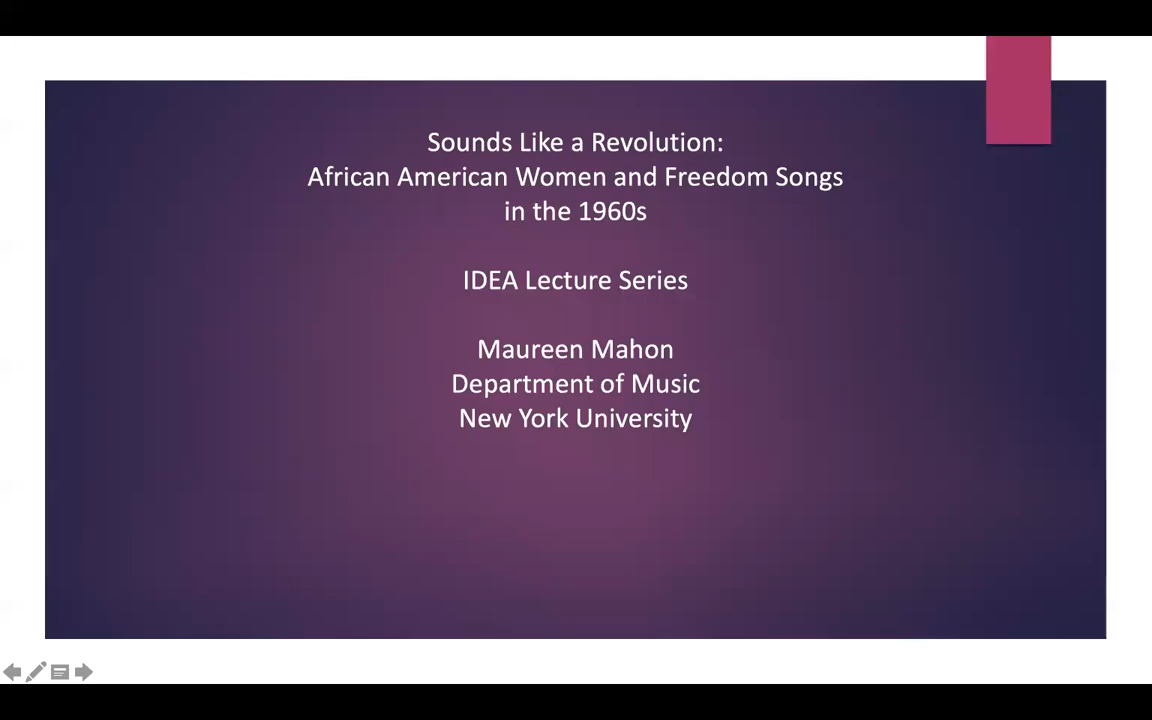 Sounds Like a Revolution:
African American Women and Freedom Songs
in the 1960s
IDEA Lecture Series
Maureen Mahon
Department of Music
New York University